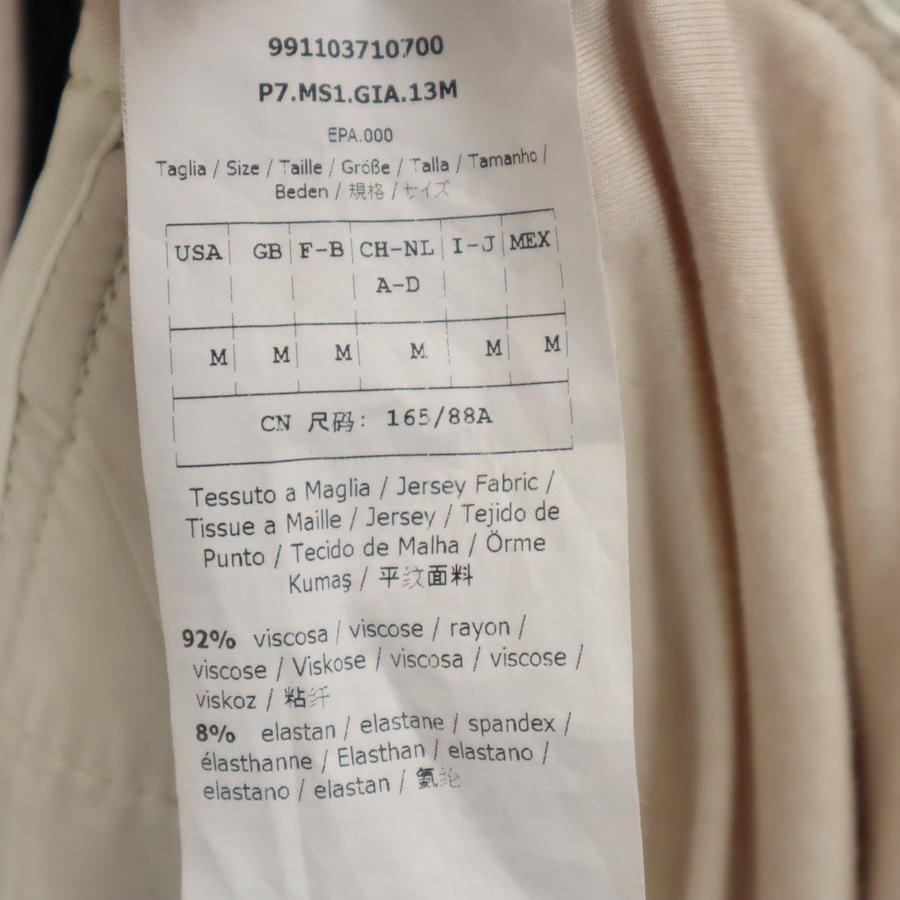 991103710700
P7.MS1.GIA.13M
EPA.000
Taglia / Size / Taille / Größe / Talla / Tamanho /
Beden / 規格 / サイズ
USA GB F-B CH-NL I-J MEX
A-D
M M M M M M
CN 尺码: 165/88A
Tessuto a Maglia / Jersey Fabric /
Tissue a Maille / Jersey / Tejido de
Punto / Tecido de Malha / Örme
Kumaş / 平纹面料
92% viscosa / viscose / rayon /
viscose / Viskose / viscosa / viscose /
viskoz / 粘纤
8% elastan / elastane / spandex /
élasthanne / Elasthan / elastano /
elastano / elastan / 氨纶